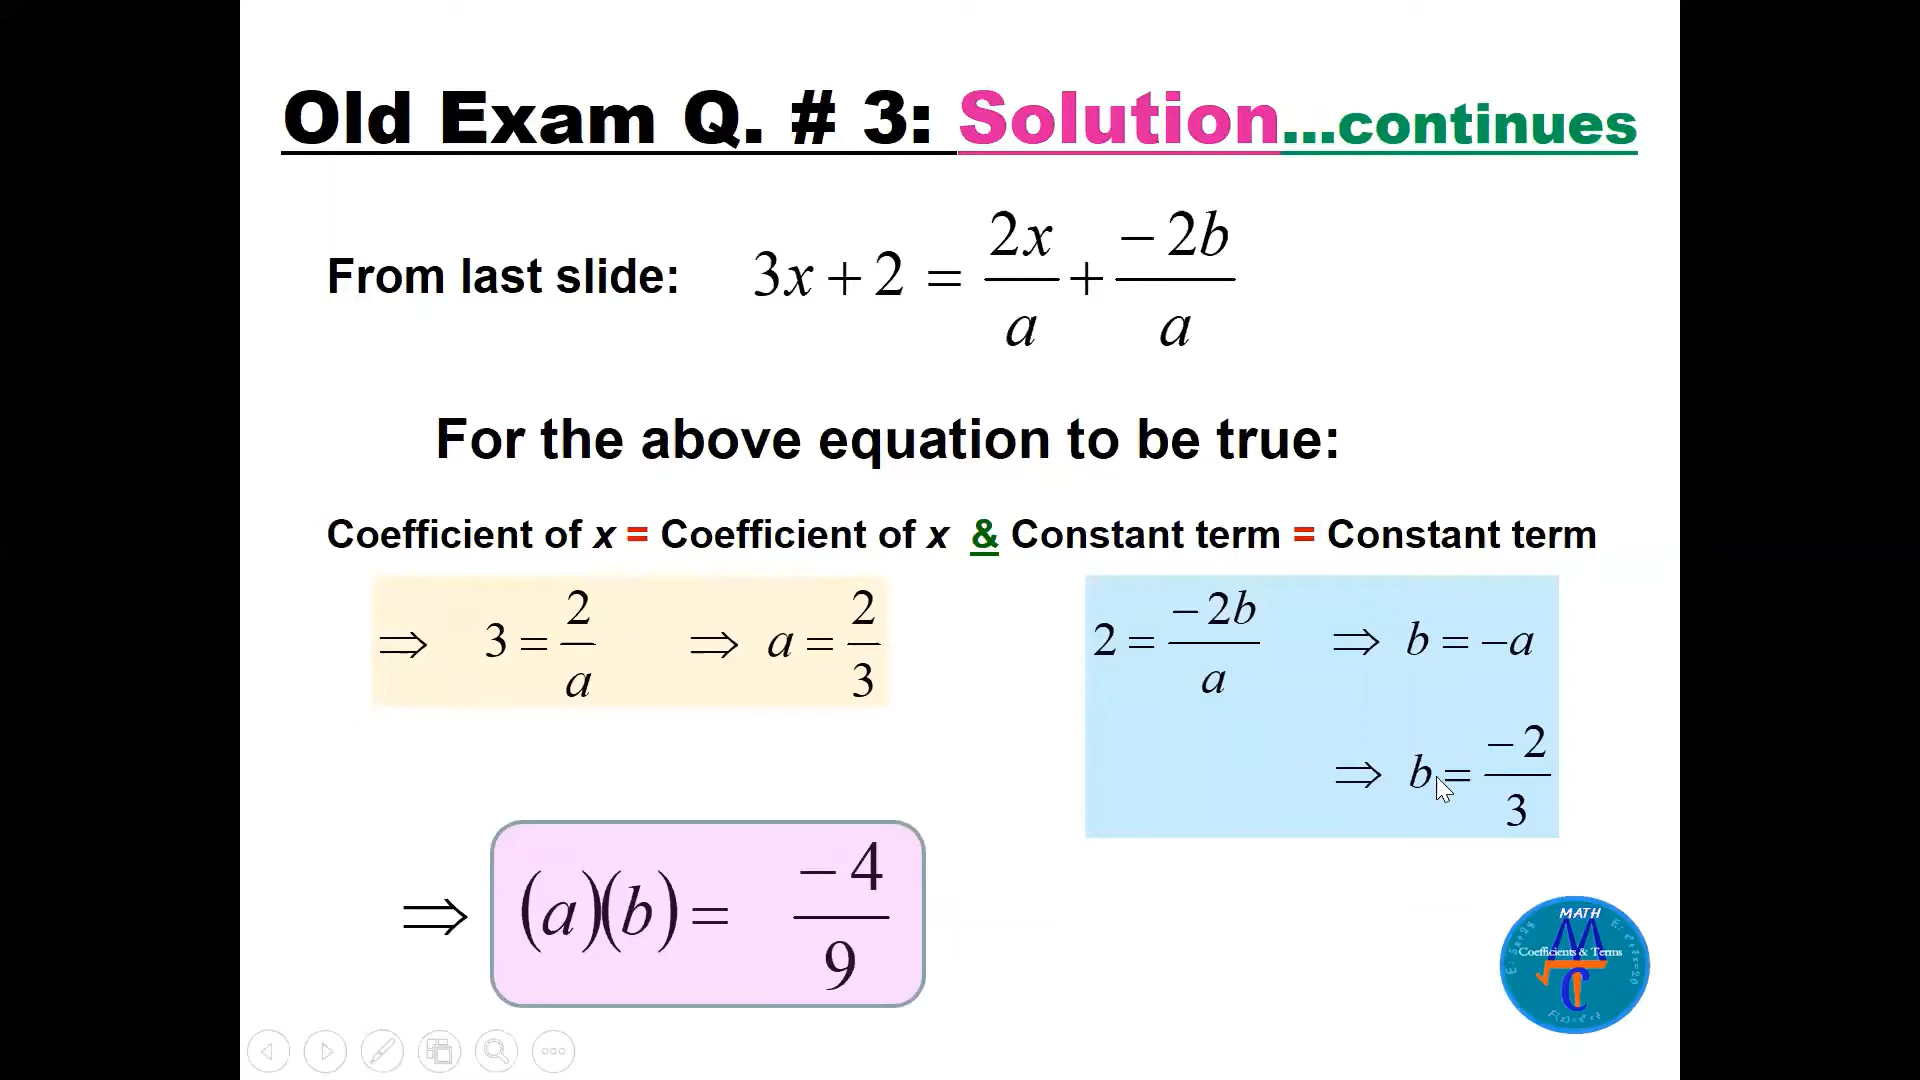 Old Exam Q. # 3: Solution...continues
From last slide: 3x + 2 = 2x/a + −2b/a
For the above equation to be true:
Coefficient of x = Coefficient of x & Constant term = Constant term
⇒ 3 = 2/a ⇒ a = 2/3
2 = −2b/a ⇒ b = −a
⇒ b = −2/3
⇒ (a)(b) = −4/9
MATH
Coefficients & Terms